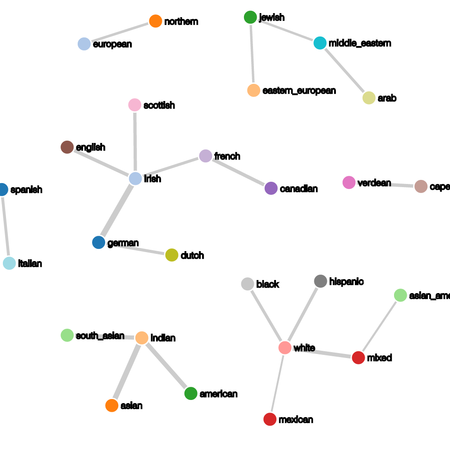 northern
jewish
european
middle_eastern
eastern_european
arab
scottish
english
french
irish
canadian
verdean
cape
spanish
german
dutch
italian
black
hispanic
asian_ame
south_asian
indian
white
mixed
american
asian
mexican